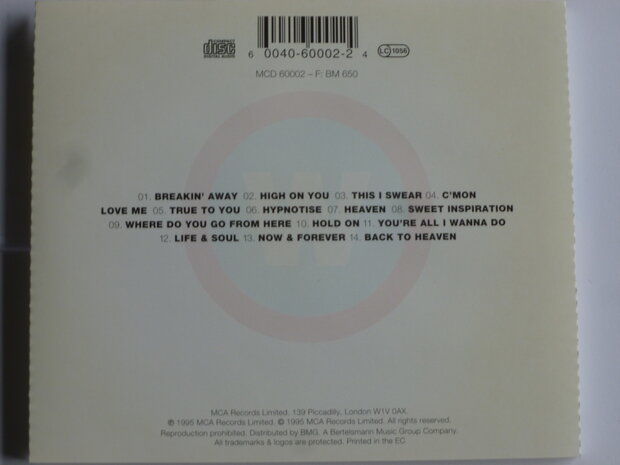 COMPACT
disc
DIGITAL AUDIO
6 0040-60002-2 4
LC 1056
MCD 60002 – F: BM 650
W
01. BREAKIN' AWAY 02. HIGH ON YOU 03. THIS I SWEAR 04. C'MON
LOVE ME 05. TRUE TO YOU 06. HYPNOTISE 07. HEAVEN 08. SWEET INSPIRATION
09. WHERE DO YOU GO FROM HERE 10. HOLD ON 11. YOU'RE ALL I WANNA DO
12. LIFE & SOUL 13. NOW & FOREVER 14. BACK TO HEAVEN
MCA Records Limited. 139 Piccadilly, London W1V 0AX.
℗ 1995 MCA Records Limited. © 1995 MCA Records Limited. All rights reserved.
Reproduction prohibited. Distributed by BMG. A Bertelsmann Music Group Company.
All trademarks & logos are protected. Printed in the EC